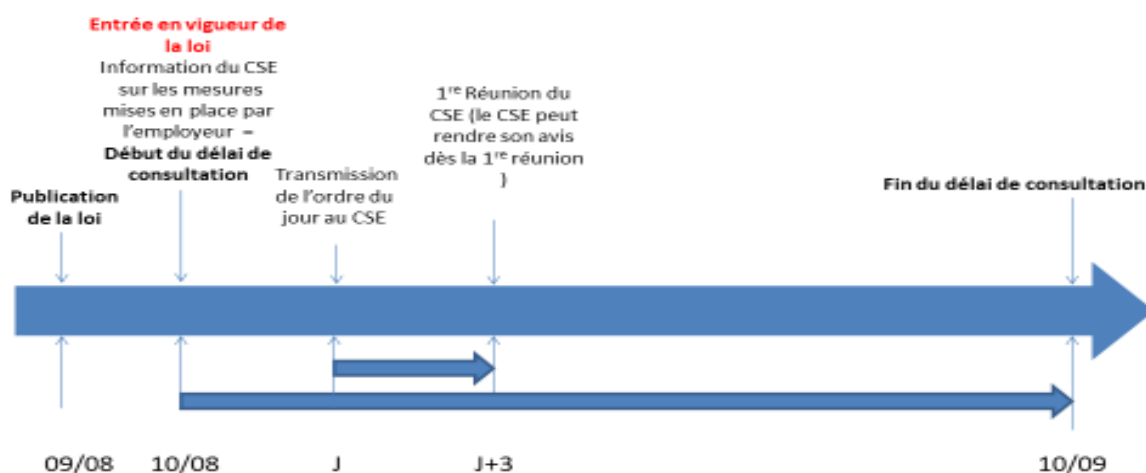 Entrée en vigueur de
la loi
Information du CSE
sur les mesures
mises en place par
l'employeur –
Début du délai de
consultation
Publication
de la loi
Transmission
de l'ordre du
jour au CSE
1re Réunion du
CSE (le CSE peut
rendre son avis
dès la 1re réunion
)
Fin du délai de consultation
09/08
10/08
J
J+3
10/09